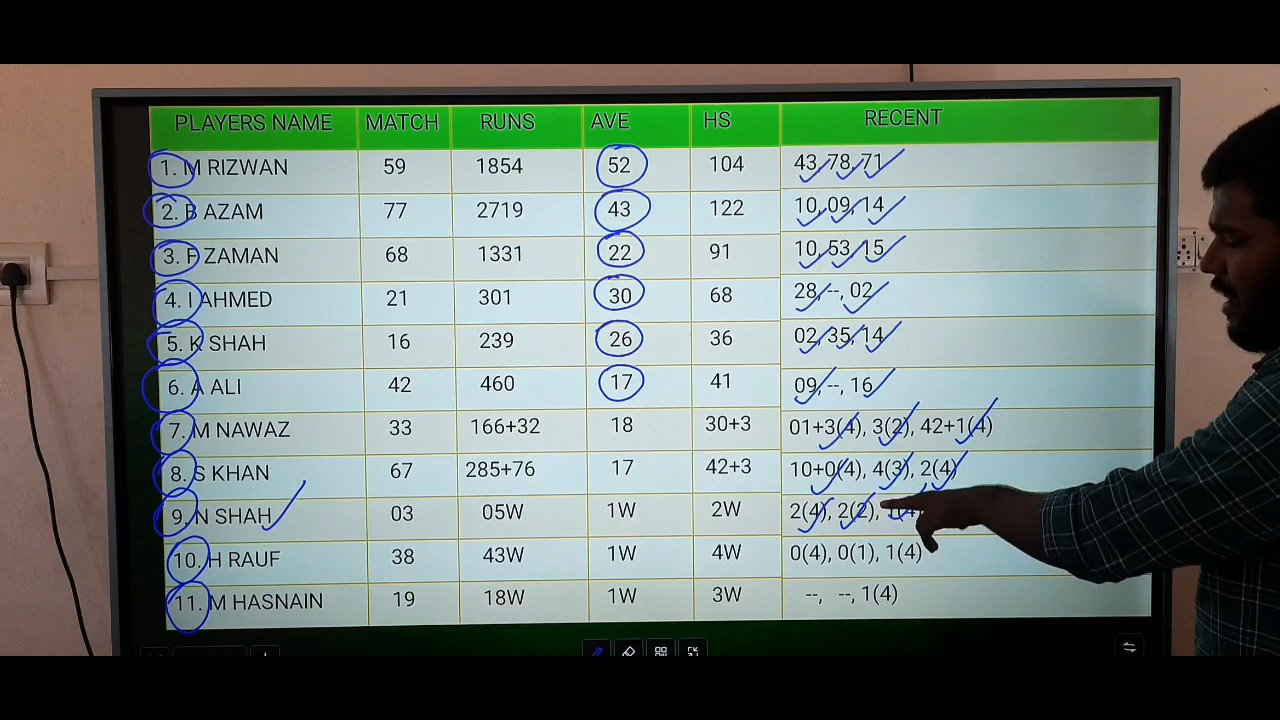 PLAYERS NAME MATCH RUNS AVE HS RECENT
1. M RIZWAN 59 1854 52 104 43, 78, 71
2. B AZAM 77 2719 43 122 10, 09, 14
3. F ZAMAN 68 1331 22 91 10, 53, 15
4. I AHMED 21 301 30 68 28, --, 02
5. K SHAH 16 239 26 36 02, 35, 14
6. A ALI 42 460 17 41 09, --, 16
7. M NAWAZ 33 166+32 18 30+3 01+3(4), 3(2), 42+1(4)
8. S KHAN 67 285+76 17 42+3 10+0(4), 4(3), 2(4)
9. N SHAH 03 05W 1W 2W 2(4), 2(2), 1(4)
10. H RAUF 38 43W 1W 4W 0(4), 0(1), 1(4)
11. M HASNAIN 19 18W 1W 3W --, --, 1(4)